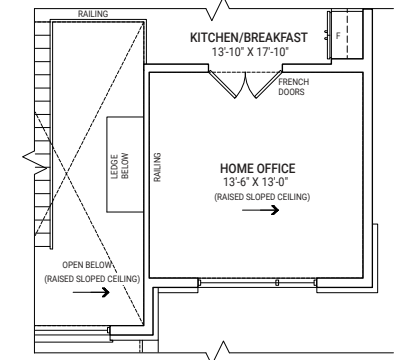 RAILING
KITCHEN/BREAKFAST
13'-10" X 17'-10"
F
FRENCH
DOORS
LEDGE
BELOW
RAILING
HOME OFFICE
13'-6" X 13'-0"
(RAISED SLOPED CEILING)
OPEN BELOW
(RAISED SLOPED CEILING)